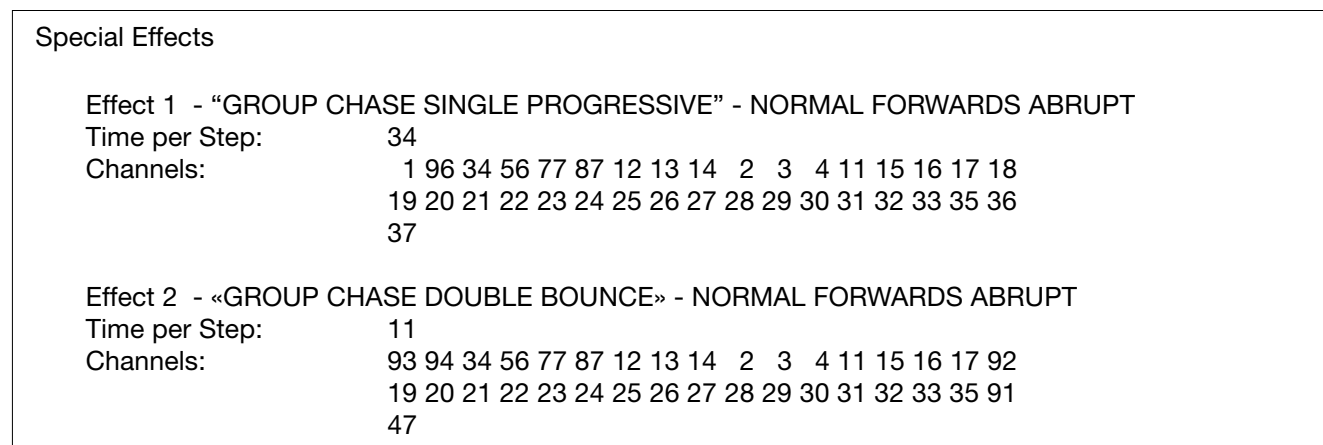 Special Effects
Effect 1 - “GROUP CHASE SINGLE PROGRESSIVE” - NORMAL FORWARDS ABRUPT
Time per Step: 34
Channels: 1 96 34 56 77 87 12 13 14 2 3 4 11 15 16 17 18
19 20 21 22 23 24 25 26 27 28 29 30 31 32 33 35 36
37
Effect 2 - «GROUP CHASE DOUBLE BOUNCE» - NORMAL FORWARDS ABRUPT
Time per Step: 11
Channels: 93 94 34 56 77 87 12 13 14 2 3 4 11 15 16 17 92
19 20 21 22 23 24 25 26 27 28 29 30 31 32 33 35 91
47